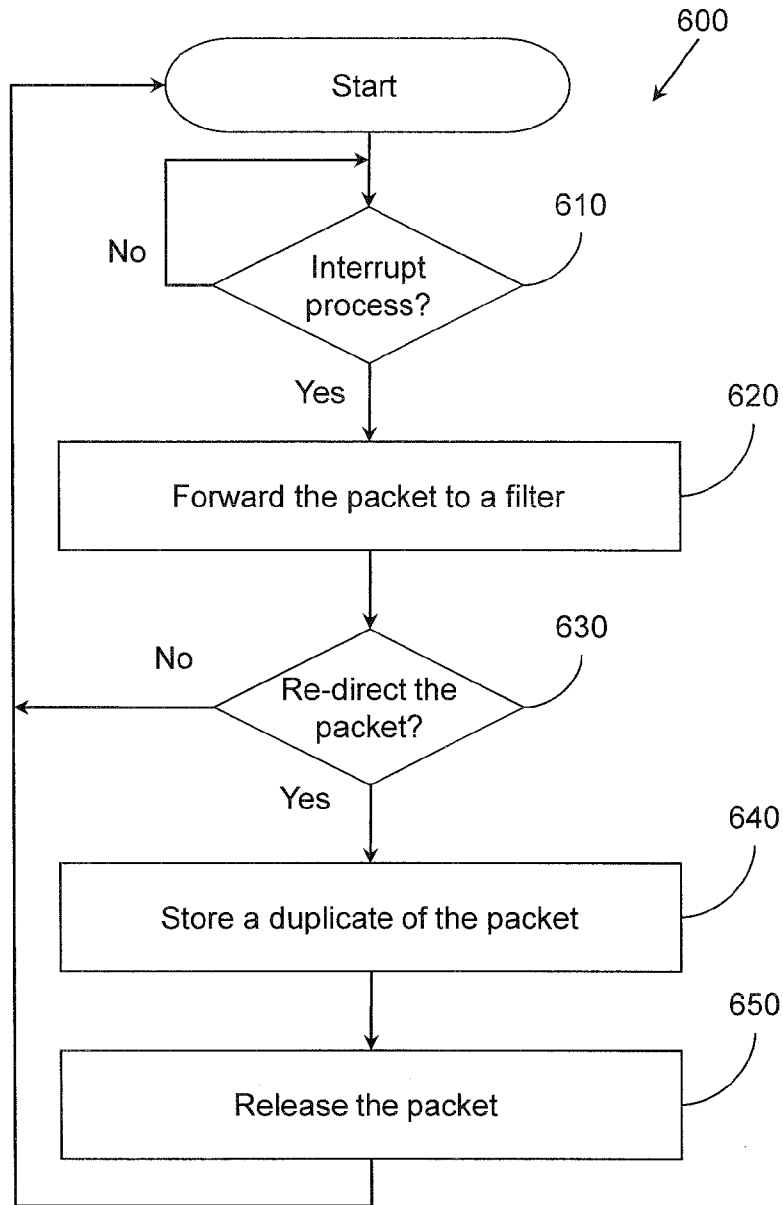 600
Start
610
No
Interrupt
process?
Yes
620
Forward the packet to a filter
630
No
Re-direct the
packet?
Yes
640
Store a duplicate of the packet
650
Release the packet